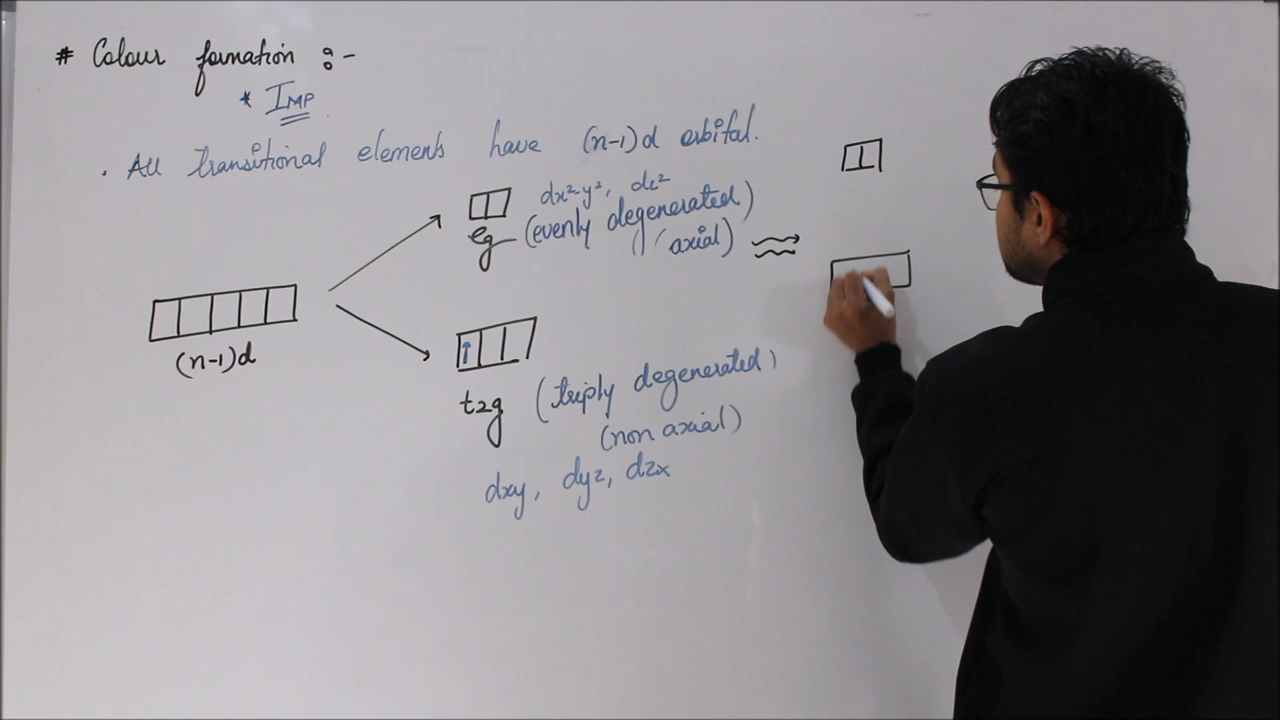 # Colour formation :-
* IMP
. All transitional elements have (n-1)d orbital.
dx²-y², dz²
eg (evenly degenerated)
(axial)
(n-1)d
t2g (triply degenerated)
(non axial)
dxy, dyz, dzx